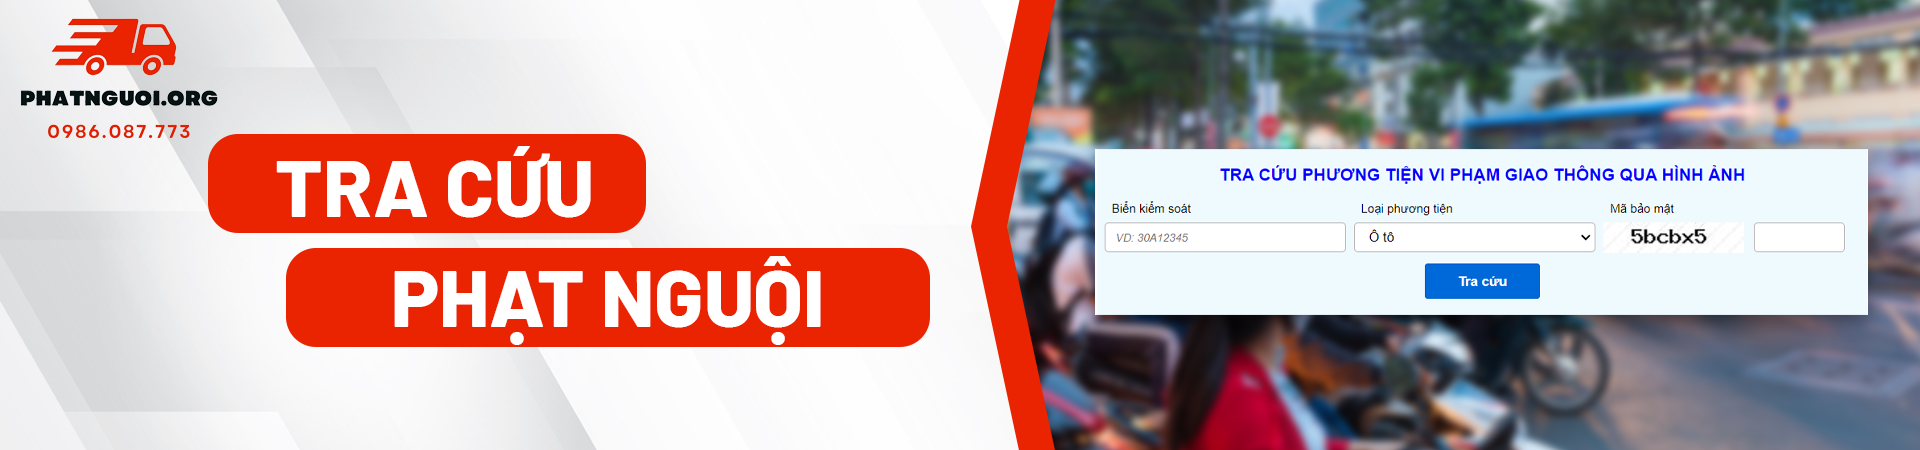 PHATNGUOI.ORG
0986.087.773
TRA CỨU
PHẠT NGUỘI
TRA CỨU PHƯƠNG TIỆN VI PHẠM GIAO THÔNG QUA HÌNH ẢNH
Biển kiểm soát Loại phương tiện Mã bảo mật
VD: 30A12345 Ô tô 5bcbx5
Tra cứu